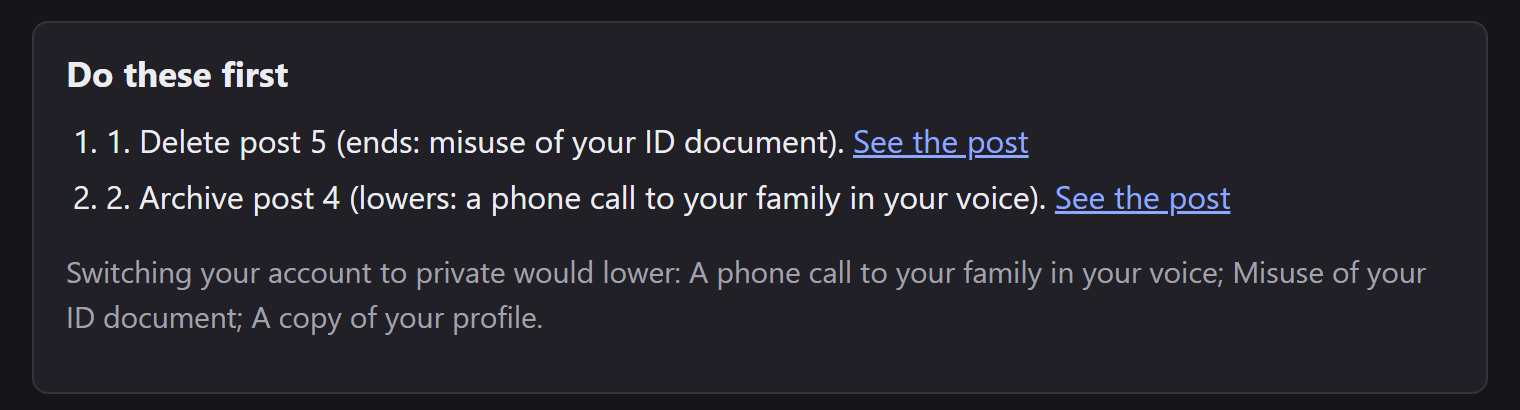 Do these first
1. 1. Delete post 5 (ends: misuse of your ID document). See the post
2. 2. Archive post 4 (lowers: a phone call to your family in your voice). See the post
Switching your account to private would lower: A phone call to your family in your voice; Misuse of your
ID document; A copy of your profile.